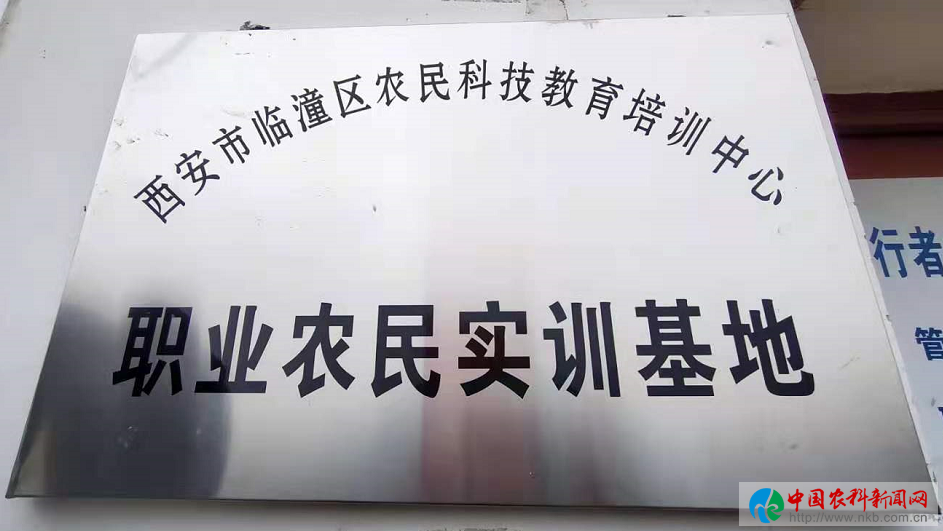 西安市临潼区农民科技教育培训中心
职业农民实训基地
行者
管
中国农科新闻网
http://www.nkb.com.cn